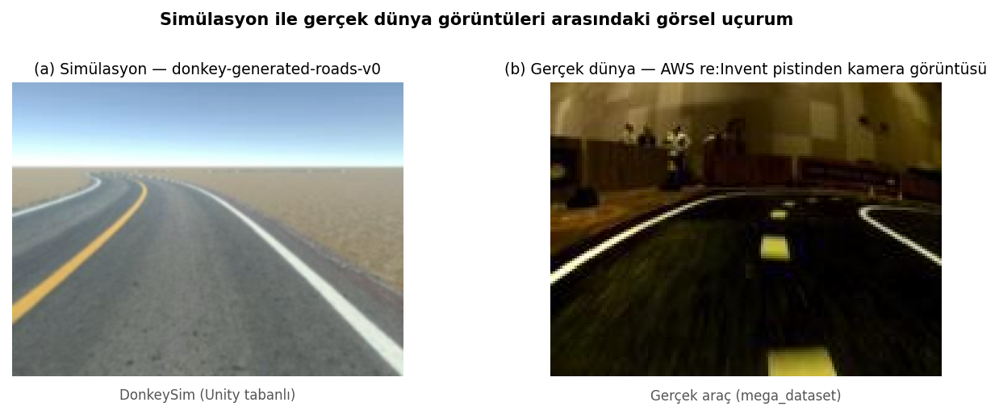 Simülasyon ile gerçek dünya görüntüleri arasındaki görsel uçurum
(a) Simülasyon — donkey-generated-roads-v0
(b) Gerçek dünya — AWS re:Invent pistinden kamera görüntüsü
DonkeySim (Unity tabanlı)
Gerçek araç (mega_dataset)